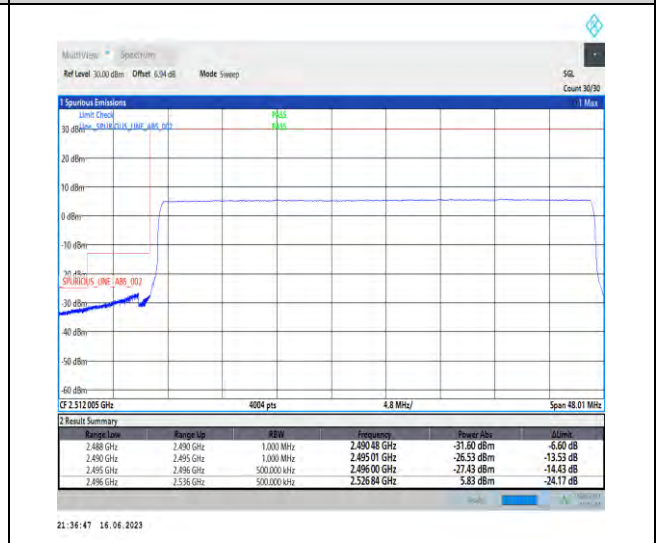 MultiView Spectrum
Ref Level 30.00 dBm Offset 6.94 dB Mode Sweep SGL
Count 30/30
1 Spurious Emissions 1 Max
Limit Check PASS
30 dBm Line_SPURIOUS_LINE_ABS_002 PASS
20 dBm
10 dBm
0 dBm
-10 dBm
-20 dBm
SPURIOUS_LINE_ABS_002
-30 dBm
-40 dBm
-50 dBm
-60 dBm
CF 2.512 005 GHz 4004 pts 4.8 MHz/ Span 48.01 MHz
2 Result Summary
Range Low Range Up RBW Frequency Power Abs ΔLimit
2.488 GHz 2.490 GHz 1.000 MHz 2.490 48 GHz -31.60 dBm -6.60 dB
2.490 GHz 2.495 GHz 1.000 MHz 2.495 01 GHz -26.53 dBm -13.53 dB
2.495 GHz 2.496 GHz 500.000 kHz 2.496 00 GHz -27.43 dBm -14.43 dB
2.496 GHz 2.536 GHz 500.000 kHz 2.526 84 GHz 5.83 dBm -24.17 dB
21:36:47 16.06.2023